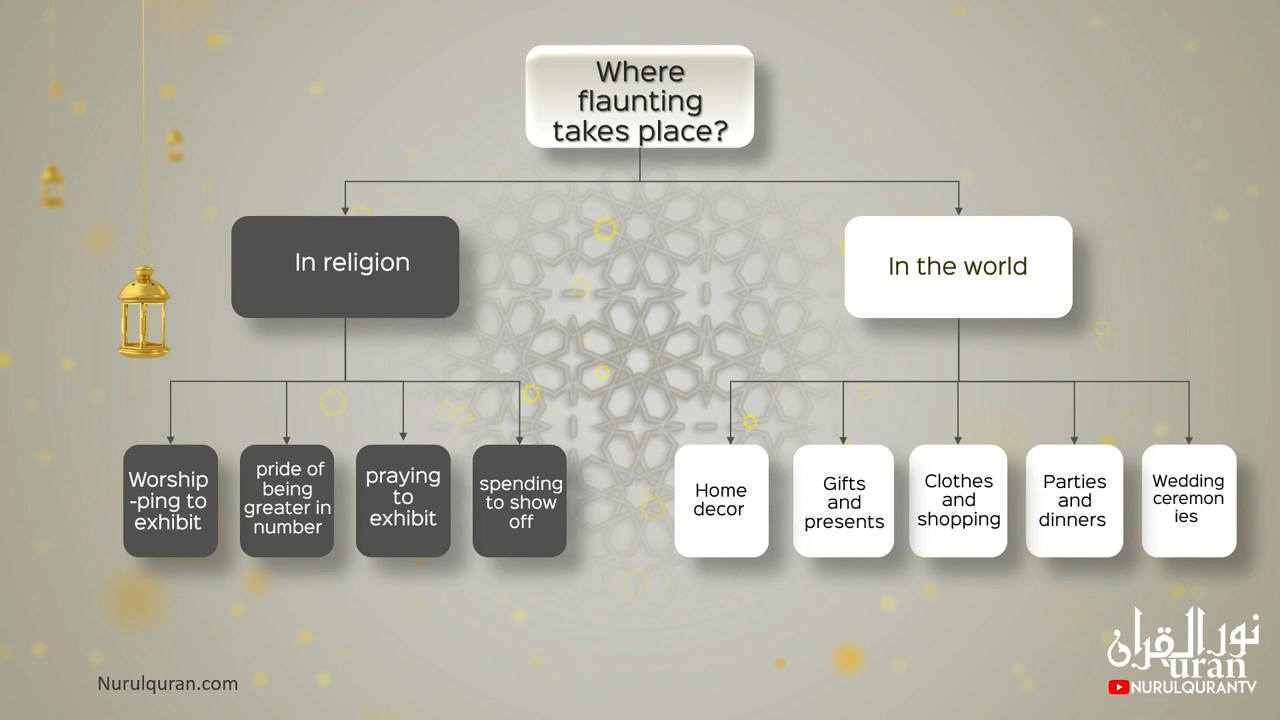 Where
flaunting
takes place?
In religion
In the world
Worship
-ping to
exhibit
pride of
being
greater in
number
praying
to
exhibit
spending
to show
off
Home
decor
Gifts
and
presents
Clothes
and
shopping
Parties
and
dinners
Wedding
ceremon
ies
Nurulquran.com
نور القرآن
uran
NURULQURANTV